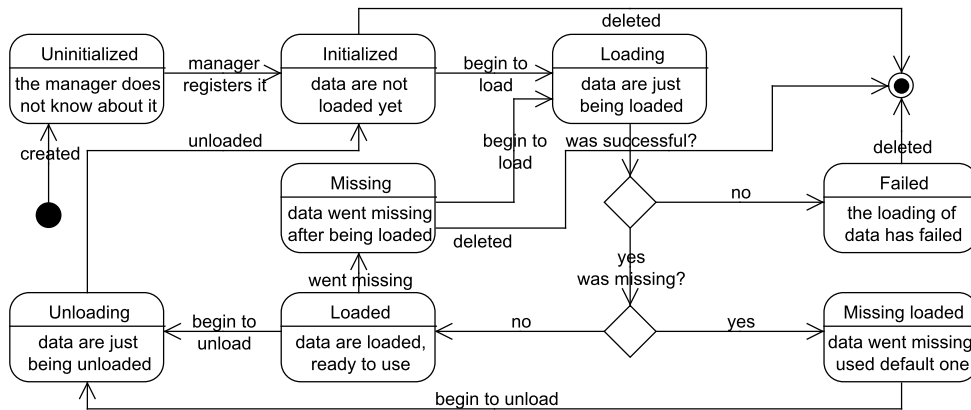 deleted
Uninitialized
the manager does
not know about it
manager
registers it
Initialized
data are not
loaded yet
begin to
load
Loading
data are just
being loaded
created
unloaded
begin to
load
was successful?
deleted
Missing
data went missing
after being loaded
deleted
no
Failed
the loading of
data has failed
yes
was missing?
went missing
Unloading
data are just
being unloaded
begin to
unload
Loaded
data are loaded,
ready to use
no
yes
Missing loaded
data went missing,
used default one
begin to unload